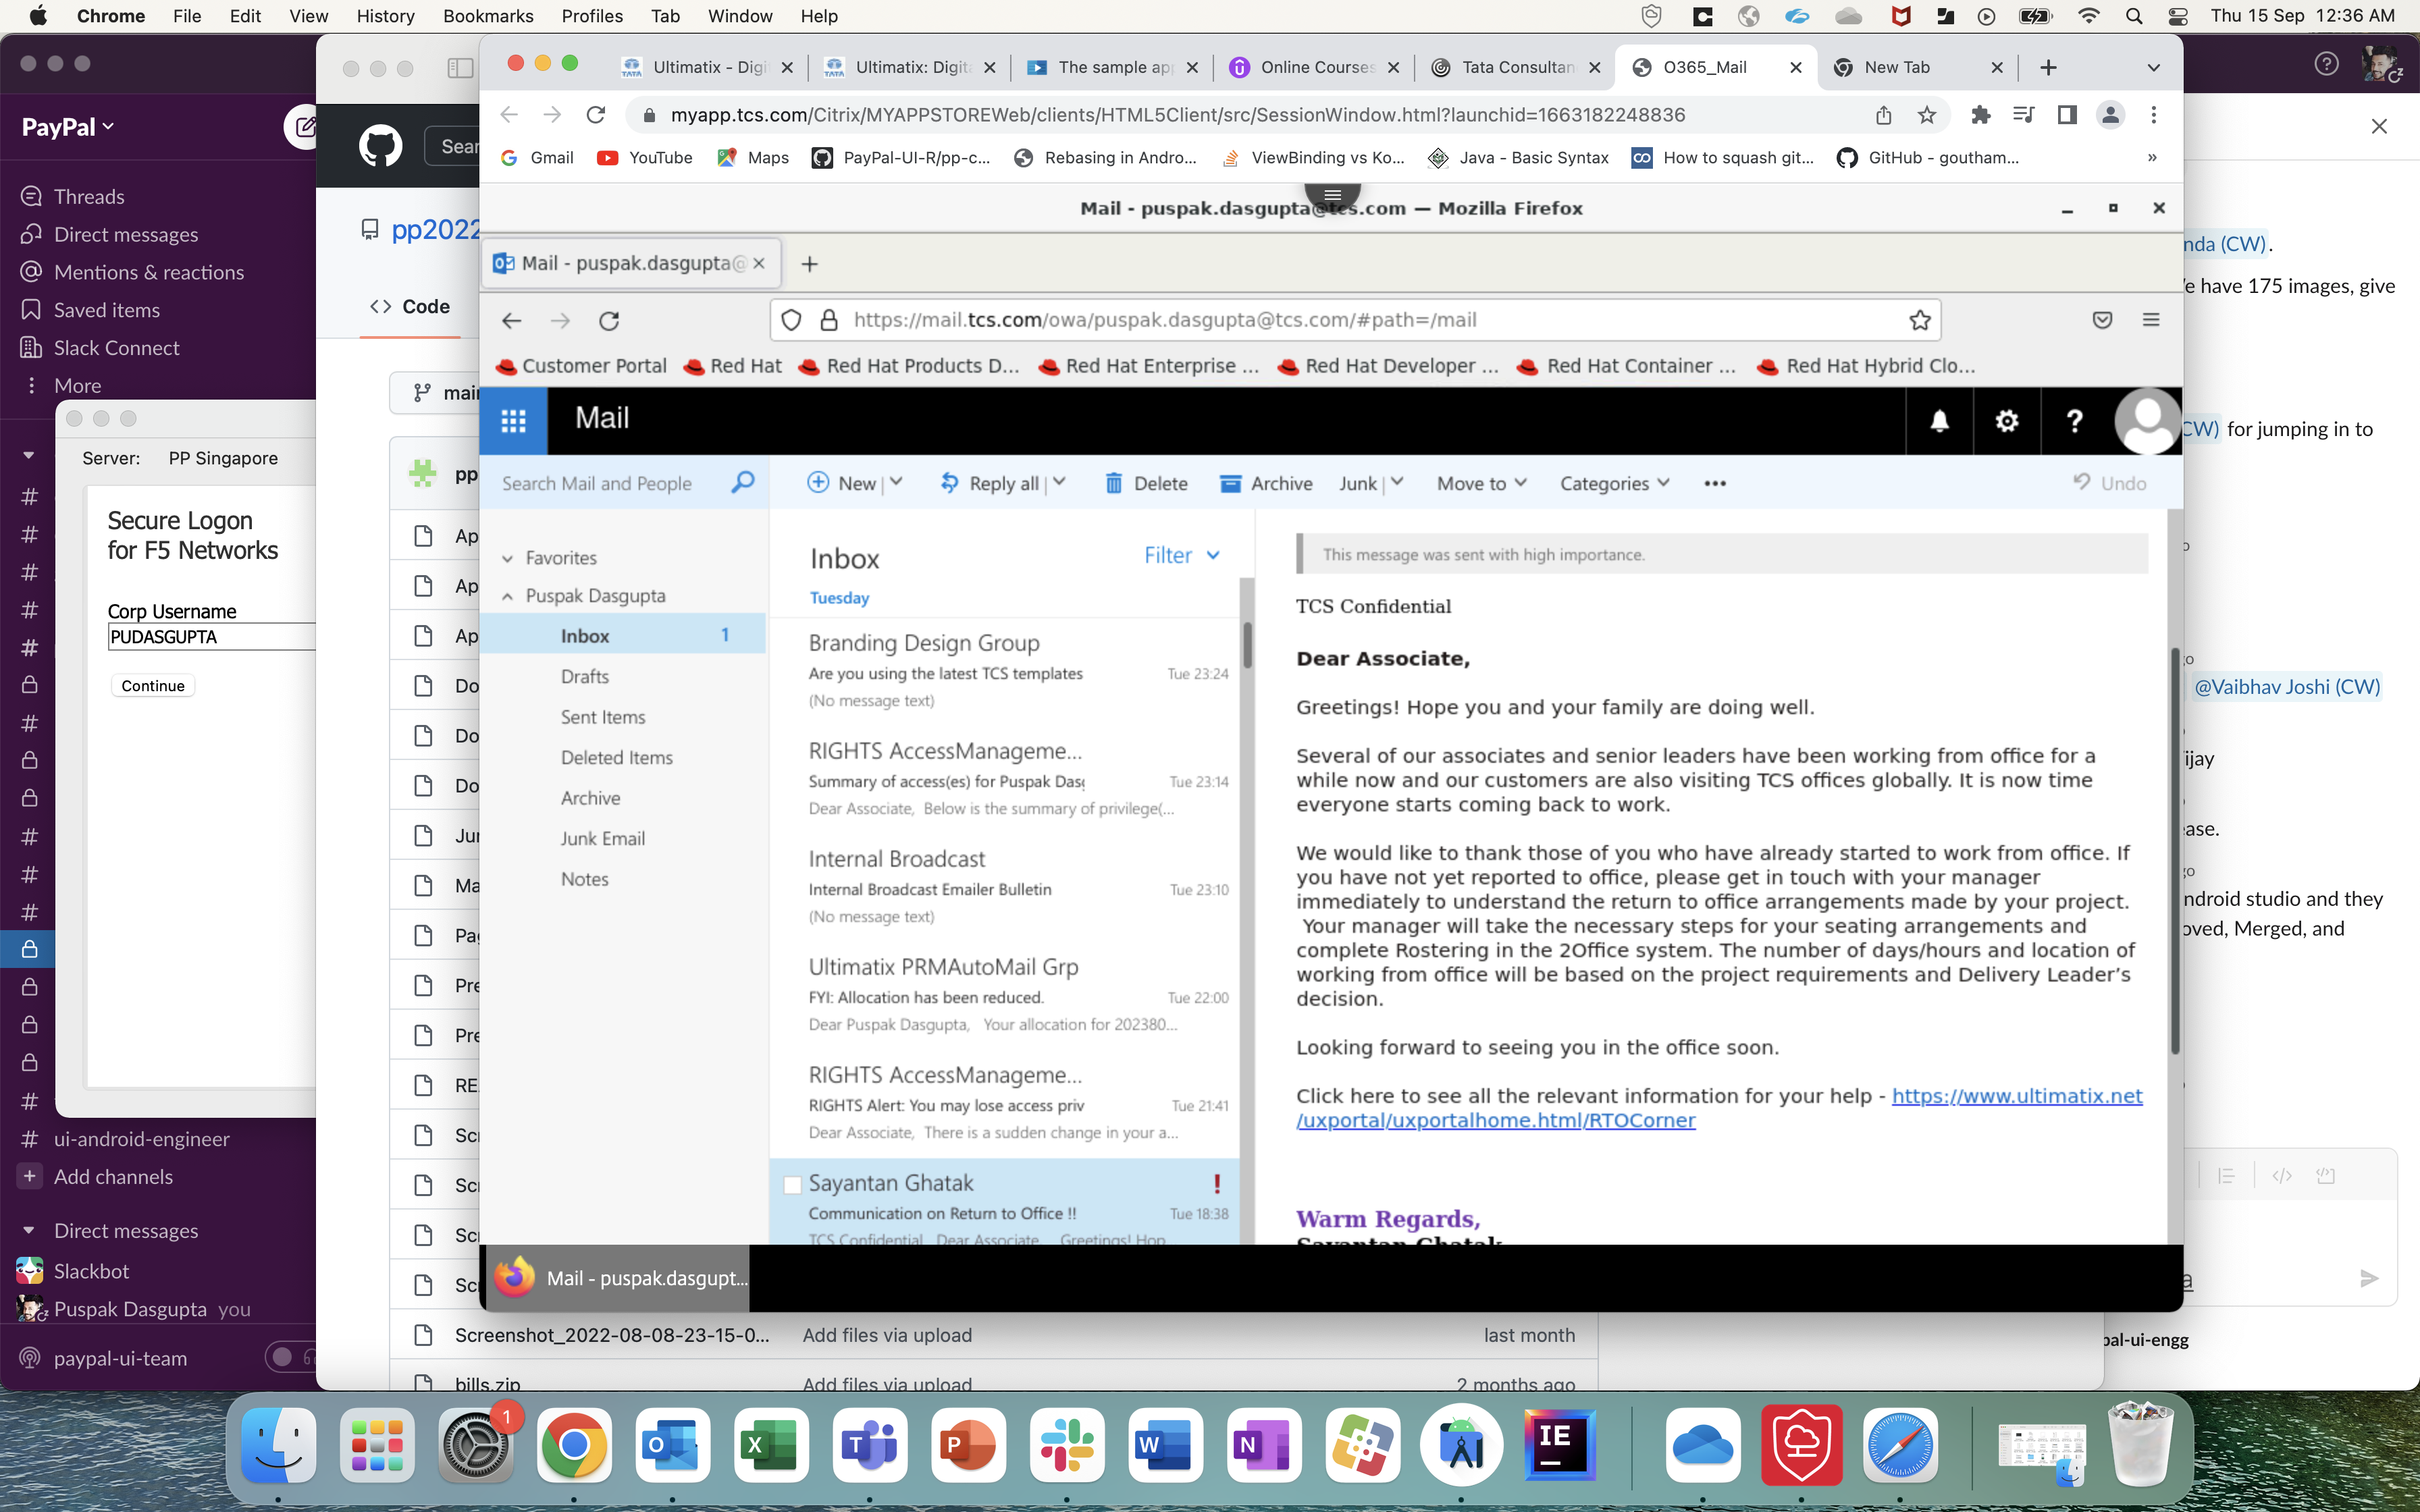 Chrome File Edit View History Bookmarks Profiles Tab Window Help
Thu 15 Sep 12:36 AM
PayPal
Threads
Direct messages
Mentions & reactions
Saved items
Slack Connect
More
Server: PP Singapore
Secure Logon
for F5 Networks
Corp Username
PUDASGUPTA
Continue
ui-android-engineer
Add channels
Direct messages
Slackbot
Puspak Dasgupta you
paypal-ui-team
Sear
pp2022
Code
main
pp
Ap
Ap
Ap
Do
Do
Do
Jun
Ma
Pag
Pre
Pre
RE
Scr
Scr
Scr
Scr
Screenshot_2022-08-08-23-15-0... Add files via upload last month
bills.zip Add files via upload 2 months ago
Ultimatix - Digi
Ultimatix: Digita
The sample ap
Online Courses
Tata Consultan
O365_Mail
New Tab
myapp.tcs.com/Citrix/MYAPPSTOREWeb/clients/HTML5Client/src/SessionWindow.html?launchid=1663182248836
Gmail YouTube Maps PayPal-UI-R/pp-c... Rebasing in Andro... ViewBinding vs Ko... Java - Basic Syntax How to squash git... GitHub - goutham... »
Mail - puspak.dasgupta@tcs.com — Mozilla Firefox
Mail - puspak.dasgupta@
https://mail.tcs.com/owa/puspak.dasgupta@tcs.com/#path=/mail
Customer Portal Red Hat Red Hat Products D... Red Hat Enterprise ... Red Hat Developer ... Red Hat Container ... Red Hat Hybrid Clo...
Mail
Search Mail and People
New Reply all Delete Archive Junk Move to Categories ••• Undo
Favorites
Puspak Dasgupta
Inbox 1
Drafts
Sent Items
Deleted Items
Archive
Junk Email
Notes
Inbox Filter
Tuesday
Branding Design Group
Are you using the latest TCS templates Tue 23:24
(No message text)
RIGHTS AccessManageme...
Summary of access(es) for Puspak Dasg Tue 23:14
Dear Associate, Below is the summary of privilege(...
Internal Broadcast
Internal Broadcast Emailer Bulletin Tue 23:10
(No message text)
Ultimatix PRMAutoMail Grp
FYI: Allocation has been reduced. Tue 22:00
Dear Puspak Dasgupta, Your allocation for 202380...
RIGHTS AccessManageme...
RIGHTS Alert: You may lose access priv Tue 21:41
Dear Associate, There is a sudden change in your a...
Sayantan Ghatak
Communication on Return to Office !! Tue 18:38
TCS Confidential Dear Associate, Greetings! Hop
This message was sent with high importance.
TCS Confidential
Dear Associate,
Greetings! Hope you and your family are doing well.
Several of our associates and senior leaders have been working from office for a
while now and our customers are also visiting TCS offices globally. It is now time
everyone starts coming back to work.
We would like to thank those of you who have already started to work from office. If
you have not yet reported to office, please get in touch with your manager
immediately to understand the return to office arrangements made by your project.
Your manager will take the necessary steps for your seating arrangements and
complete Rostering in the 2Office system. The number of days/hours and location of
working from office will be based on the project requirements and Delivery Leader’s
decision.
Looking forward to seeing you in the office soon.
Click here to see all the relevant information for your help - https://www.ultimatix.net
/uxportal/uxportalhome.html/RTOCorner
Warm Regards,
Sayantan Ghatak
Mail - puspak.dasgupt...
nda (CW).
e have 175 images, give
CW) for jumping in to
@Vaibhav Joshi (CW)
ijay
ase.
ndroid studio and they
oved, Merged, and
pal-ui-engg
1